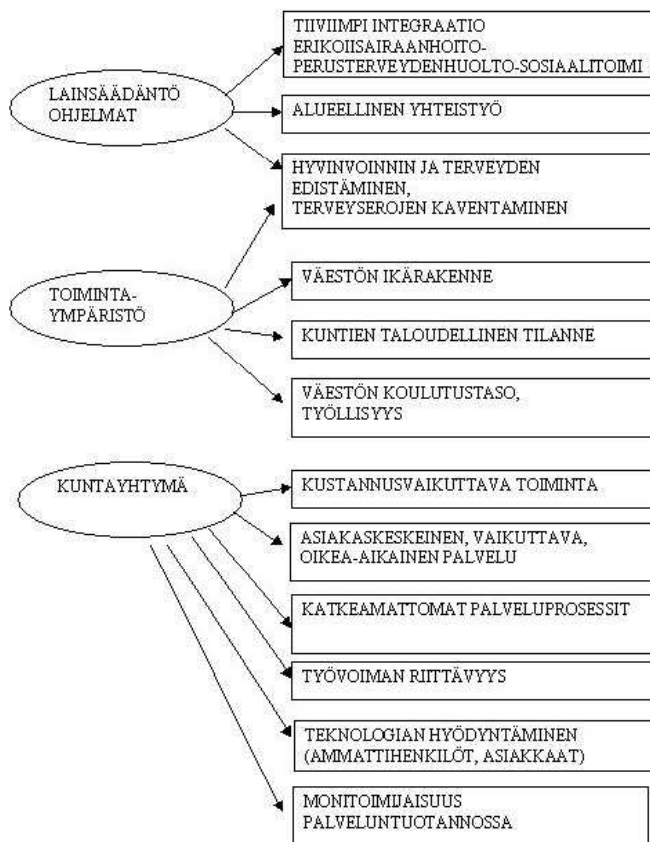 TIIVIIMPI INTEGRAATIO
ERIKOISAIRAANHOITO-
PERUSTERVEYDENHUOLTO-SOSIAALITOIMI
LAINSÄÄDÄNTÖ
OHJELMAT
ALUEELLINEN YHTEISTYÖ
HYVINVOINNIN JA TERVEYDEN
EDISTÄMINEN,
TERVEYSEROJEN KAVENTAMINEN
TOIMINTA-
YMPÄRISTÖ
VÄESTÖN IKÄRAKENNE
KUNTIEN TALOUDELLINEN TILANNE
VÄESTÖN KOULUTUSTASO,
TYÖLLISYYS
KUNTAYHTYMÄ
KUSTANNUSVAIKUTTAVA TOIMINTA
ASIAKASKESKEINEN, VAIKUTTAVA,
OIKEA-AIKAINEN PALVELU
KATKEAMATTOMAT PALVELUPROSESSIT
TYÖVOIMAN RIITTÄVYYS
TEKNOLOGIAN HYÖDYNTÄMINEN
(AMMATTIHENKILÖT, ASIAKKAAT)
MONITOIMIJAISUUS
PALVELUNTUOTANNOSSA